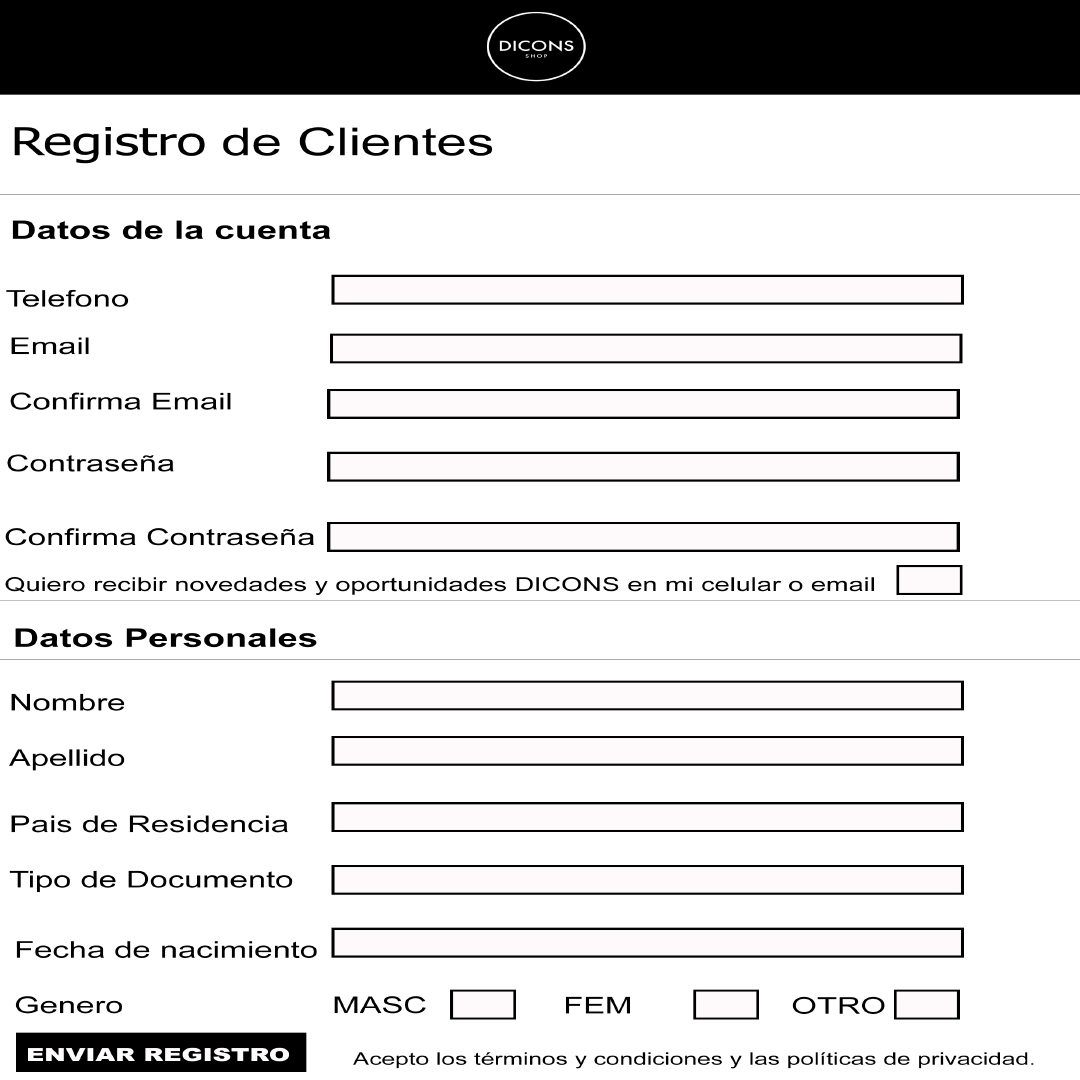 DICONS
SHOP
Registro de Clientes
Datos de la cuenta
Telefono
Email
Confirma Email
Contraseña
Confirma Contraseña
Quiero recibir novedades y oportunidades DICONS en mi celular o email
Datos Personales
Nombre
Apellido
Pais de Residencia
Tipo de Documento
Fecha de nacimiento
Genero MASC FEM OTRO
ENVIAR REGISTRO Acepto los términos y condiciones y las políticas de privacidad.